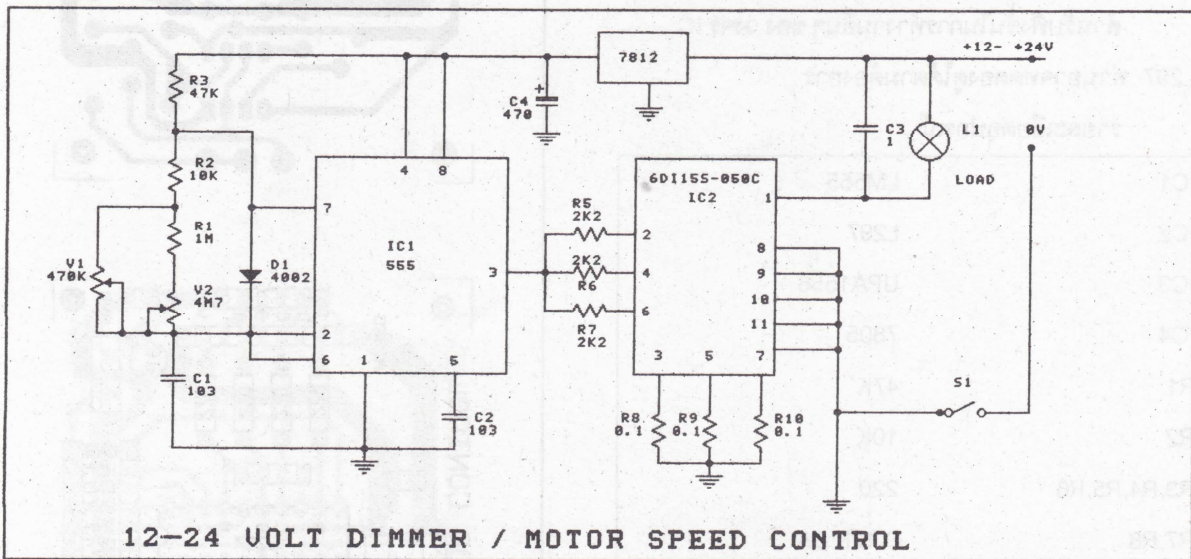 7812
+12- +24V
R3
47K
C4
470
+
C3
1
L1
0V
LOAD
R2
10K
4
8
7
6DI15S-050C
IC2
1
R1
1M
V1
470K
V2
4M7
D1
4002
IC1
555
3
R5
2K2
2K2
R6
R7
2K2
2
4
6
8
9
10
11
7
2
6
1
5
3
5
1
C1
103
C2
103
R8
0.1
R9
0.1
R10
0.1
S1
12-24 VOLT DIMMER / MOTOR SPEED CONTROL